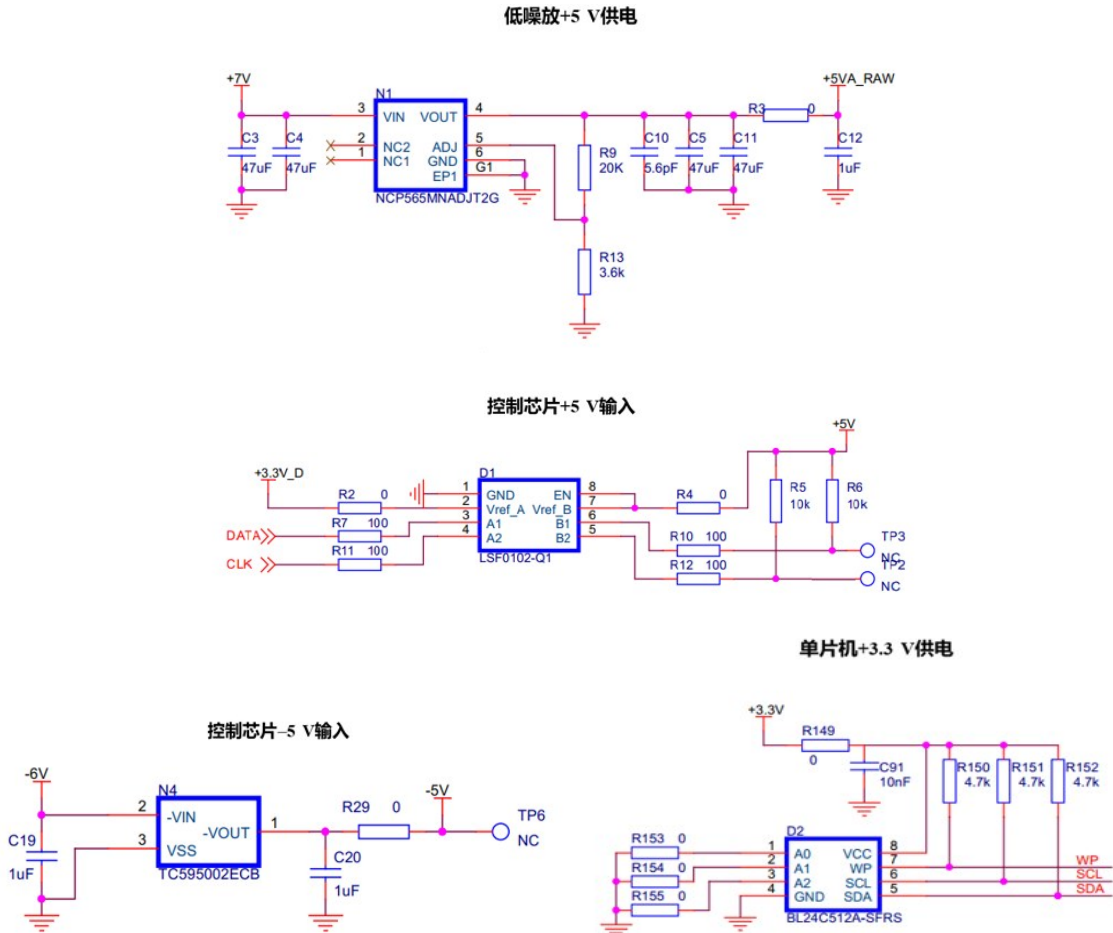 低噪放+5 V供电
+7V
+5VA_RAW
N1
3 VIN VOUT 4
2 NC2 ADJ 5
1 NC1 GND 6
EP1 G1
NCP565MNADJT2G
C3
47uF
C4
47uF
R9
20K
C10
5.6pF
C5
47uF
C11
47uF
R3 0
C12
1uF
R13
3.6k
控制芯片+5 V输入
+5V
+3.3V_D
D1
R2 0
R7 100
R11 100
DATA
CLK
1 GND EN 8
2 Vref_A Vref_B 7
3 A1 B1 6
4 A2 B2 5
LSF0102-Q1
R4 0
R5
10k
R6
10k
R10 100
R12 100
TP3
NC
TP2
NC
单片机+3.3 V供电
控制芯片–5 V输入
-6V
N4
2 -VIN
-VOUT 1
3 VSS
TC595002ECB
C19
1uF
R29 0
-5V
TP6
NC
C20
1uF
+3.3V
R149
0
C91
10nF
R150
4.7k
R151
4.7k
R152
4.7k
D2
R153 0
R154 0
R155 0
1 A0 VCC 8
2 A1 WP 7
3 A2 SCL 6
4 GND SDA 5
BL24C512A-SFRS
WP
SCL
SDA